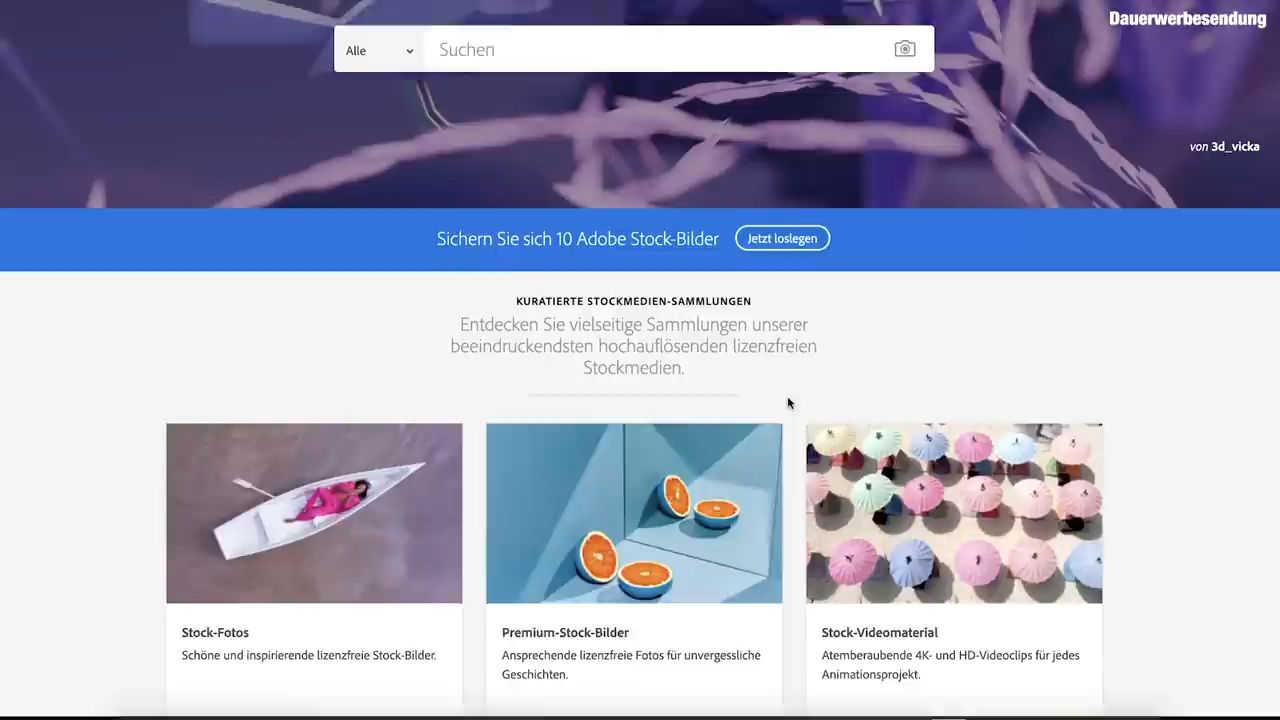 Dauerwerbesendung
Alle
Suchen
von 3d_vicka
Sichern Sie sich 10 Adobe Stock-Bilder
Jetzt loslegen
KURATIERTE STOCKMEDIEN-SAMMLUNGEN
Entdecken Sie vielseitige Sammlungen unserer
beeindruckendsten hochauflösenden lizenzfreien
Stockmedien.
Stock-Fotos
Schöne und inspirierende lizenzfreie Stock-Bilder.
Premium-Stock-Bilder
Ansprechende lizenzfreie Fotos für unvergessliche
Geschichten.
Stock-Videomaterial
Atemberaubende 4K- und HD-Videoclips für jedes
Animationsprojekt.